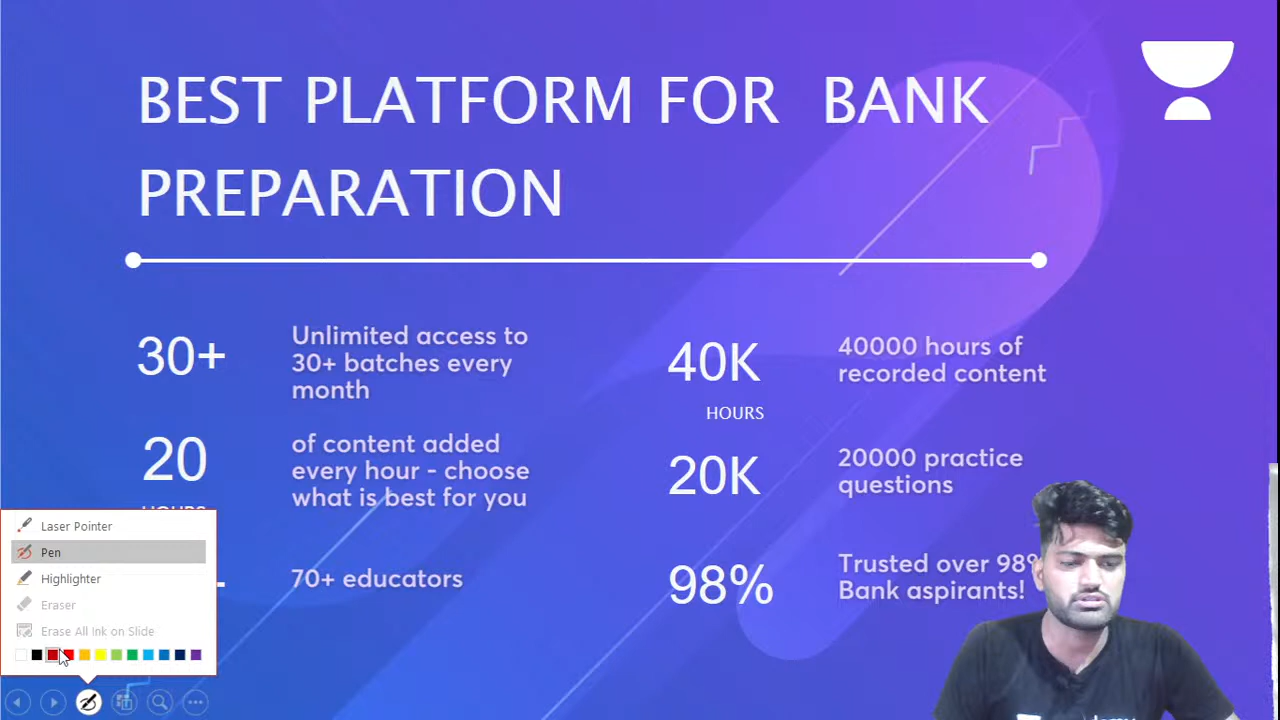 BEST PLATFORM FOR BANK
PREPARATION
30+
Unlimited access to
30+ batches every
month
40K
HOURS
40000 hours of
recorded content
20
HOURS
of content added
every hour - choose
what is best for you
20K
20000 practice
questions
70+ educators
98%
Trusted over 98%
Bank aspirants!
Laser Pointer
Pen
Highlighter
Eraser
Erase All Ink on Slide